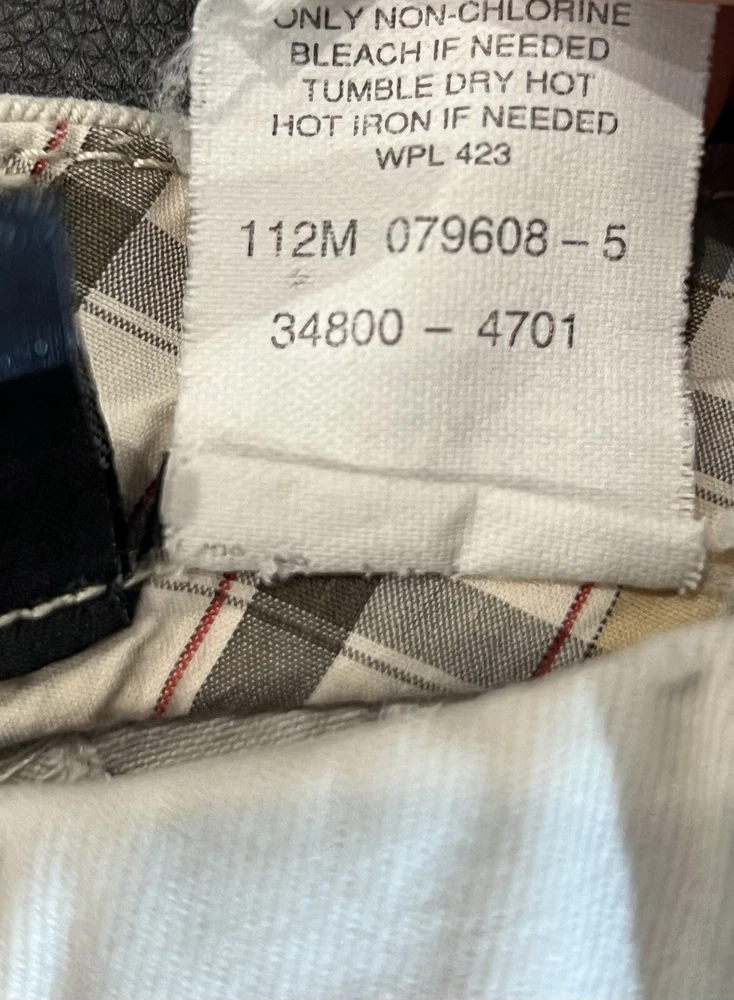 ONLY NON-CHLORINE
BLEACH IF NEEDED
TUMBLE DRY HOT
HOT IRON IF NEEDED
WPL 423
112M 079608 – 5
34800 – 4701